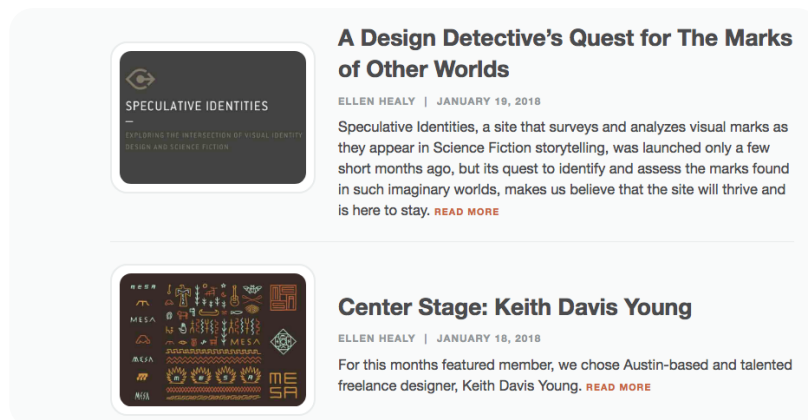 A Design Detective's Quest for The Marks
of Other Worlds
ELLEN HEALY | JANUARY 19, 2018
SPECULATIVE IDENTITIES
EXPLORING THE INTERSECTION OF VISUAL IDENTITY
DESIGN AND SCIENCE FICTION
Speculative Identities, a site that surveys and analyzes visual marks as
they appear in Science Fiction storytelling, was launched only a few
short months ago, but its quest to identify and assess the marks found
in such imaginary worlds, makes us believe that the site will thrive and
is here to stay. READ MORE
Center Stage: Keith Davis Young
ELLEN HEALY | JANUARY 18, 2018
For this months featured member, we chose Austin-based and talented
freelance designer, Keith Davis Young. READ MORE
MESA
MESA
MESA
MESA
MESA
ME
SA